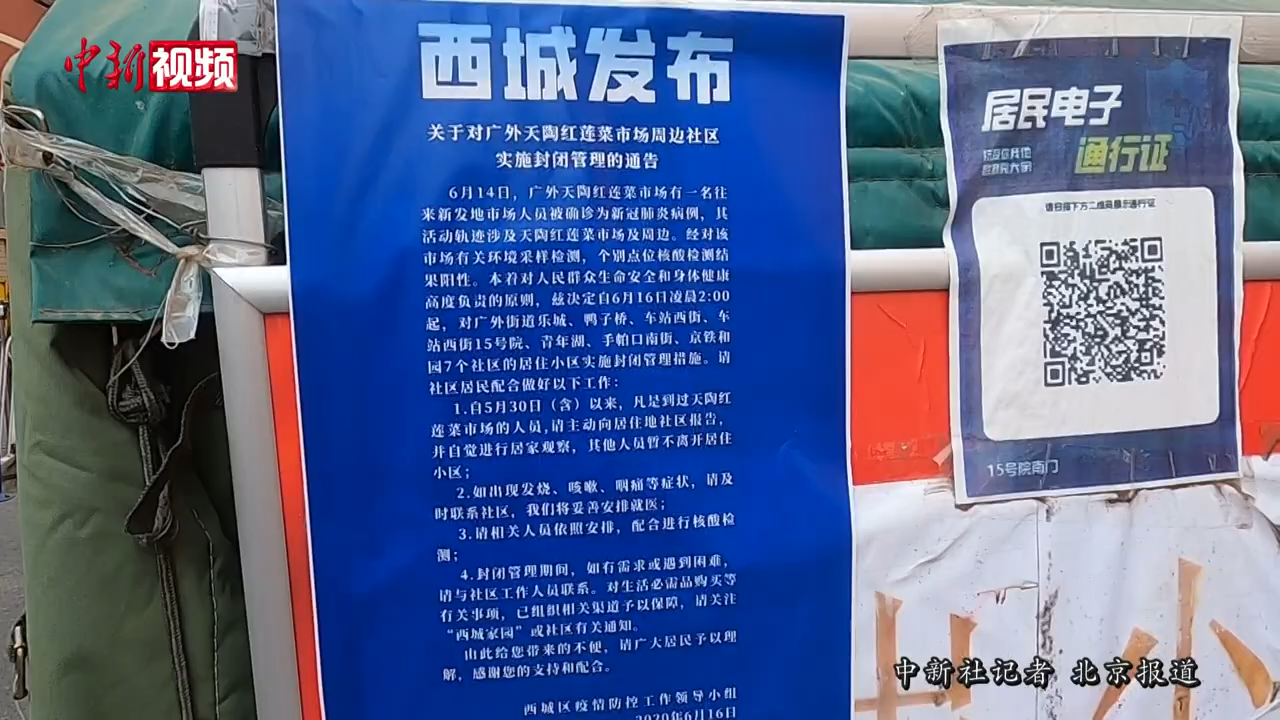 中新视频
西城发布
关于对广外天陶红莲菜市场周边社区
实施封闭管理的通告
6月14日，广外天陶红莲菜市场有一名往
来新发地市场人员被确诊为新冠肺炎病例，其
活动轨迹涉及天陶红莲菜市场及周边。经对该
市场有关环境采样检测，个别点位核酸检测结
果阳性。本着对人民群众生命安全和身体健康
高度负责的原则，兹决定自6月16日凌晨2:00
起，对广外街道乐城、鸭子桥、车站西街、车
站西街15号院、青年湖、手帕口南街、京铁和
园7个社区的居住小区实施封闭管理措施。请
社区居民配合做好以下工作：
1.自5月30日（含）以来，凡是到过天陶红
莲菜市场的人员,请主动向居住地社区报告，
并自觉进行居家观察，其他人员暂不离开居住
小区；
2.如出现发烧、咳嗽、咽痛等症状，请及
时联系社区，我们将妥善安排就医；
3.请相关人员依照安排，配合进行核酸检
测；
4.封闭管理期间，如有需求或遇到困难，
请与社区工作人员联系。对生活必需品购买等
有关事项，已组织相关渠道予以保障，请关注
“西城家园”或社区有关通知。
由此给您带来的不便，请广大居民予以理
解，感谢您的支持和配合。
西城区疫情防控工作领导小组
2020年6月16日
居民电子
通行证
请扫描下方二维码显示通行证
15号院南门
中新社记者 北京报道